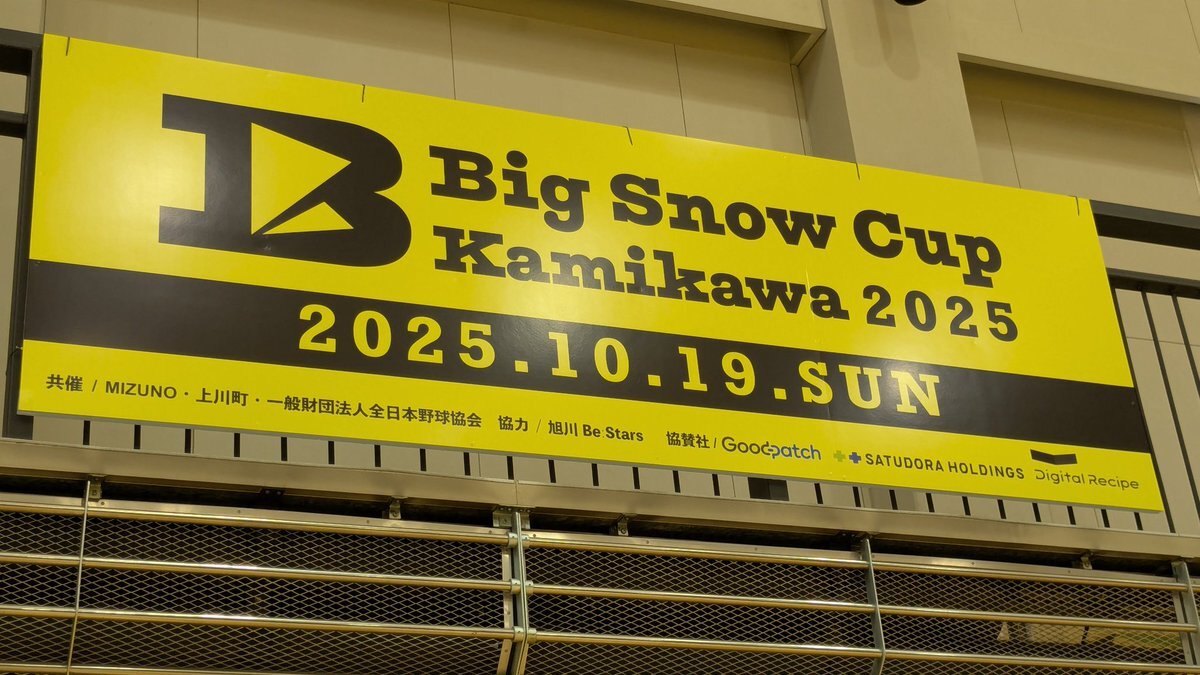 B
Big Snow Cup
Kamikawa 2025
2025.10.19.SUN
共催 / MIZUNO・上川町・一般財団法人全日本野球協会 協力 / 旭川 Be:Stars 協賛社 / Goodpatch SATUDORA HOLDINGS Digital Recipe